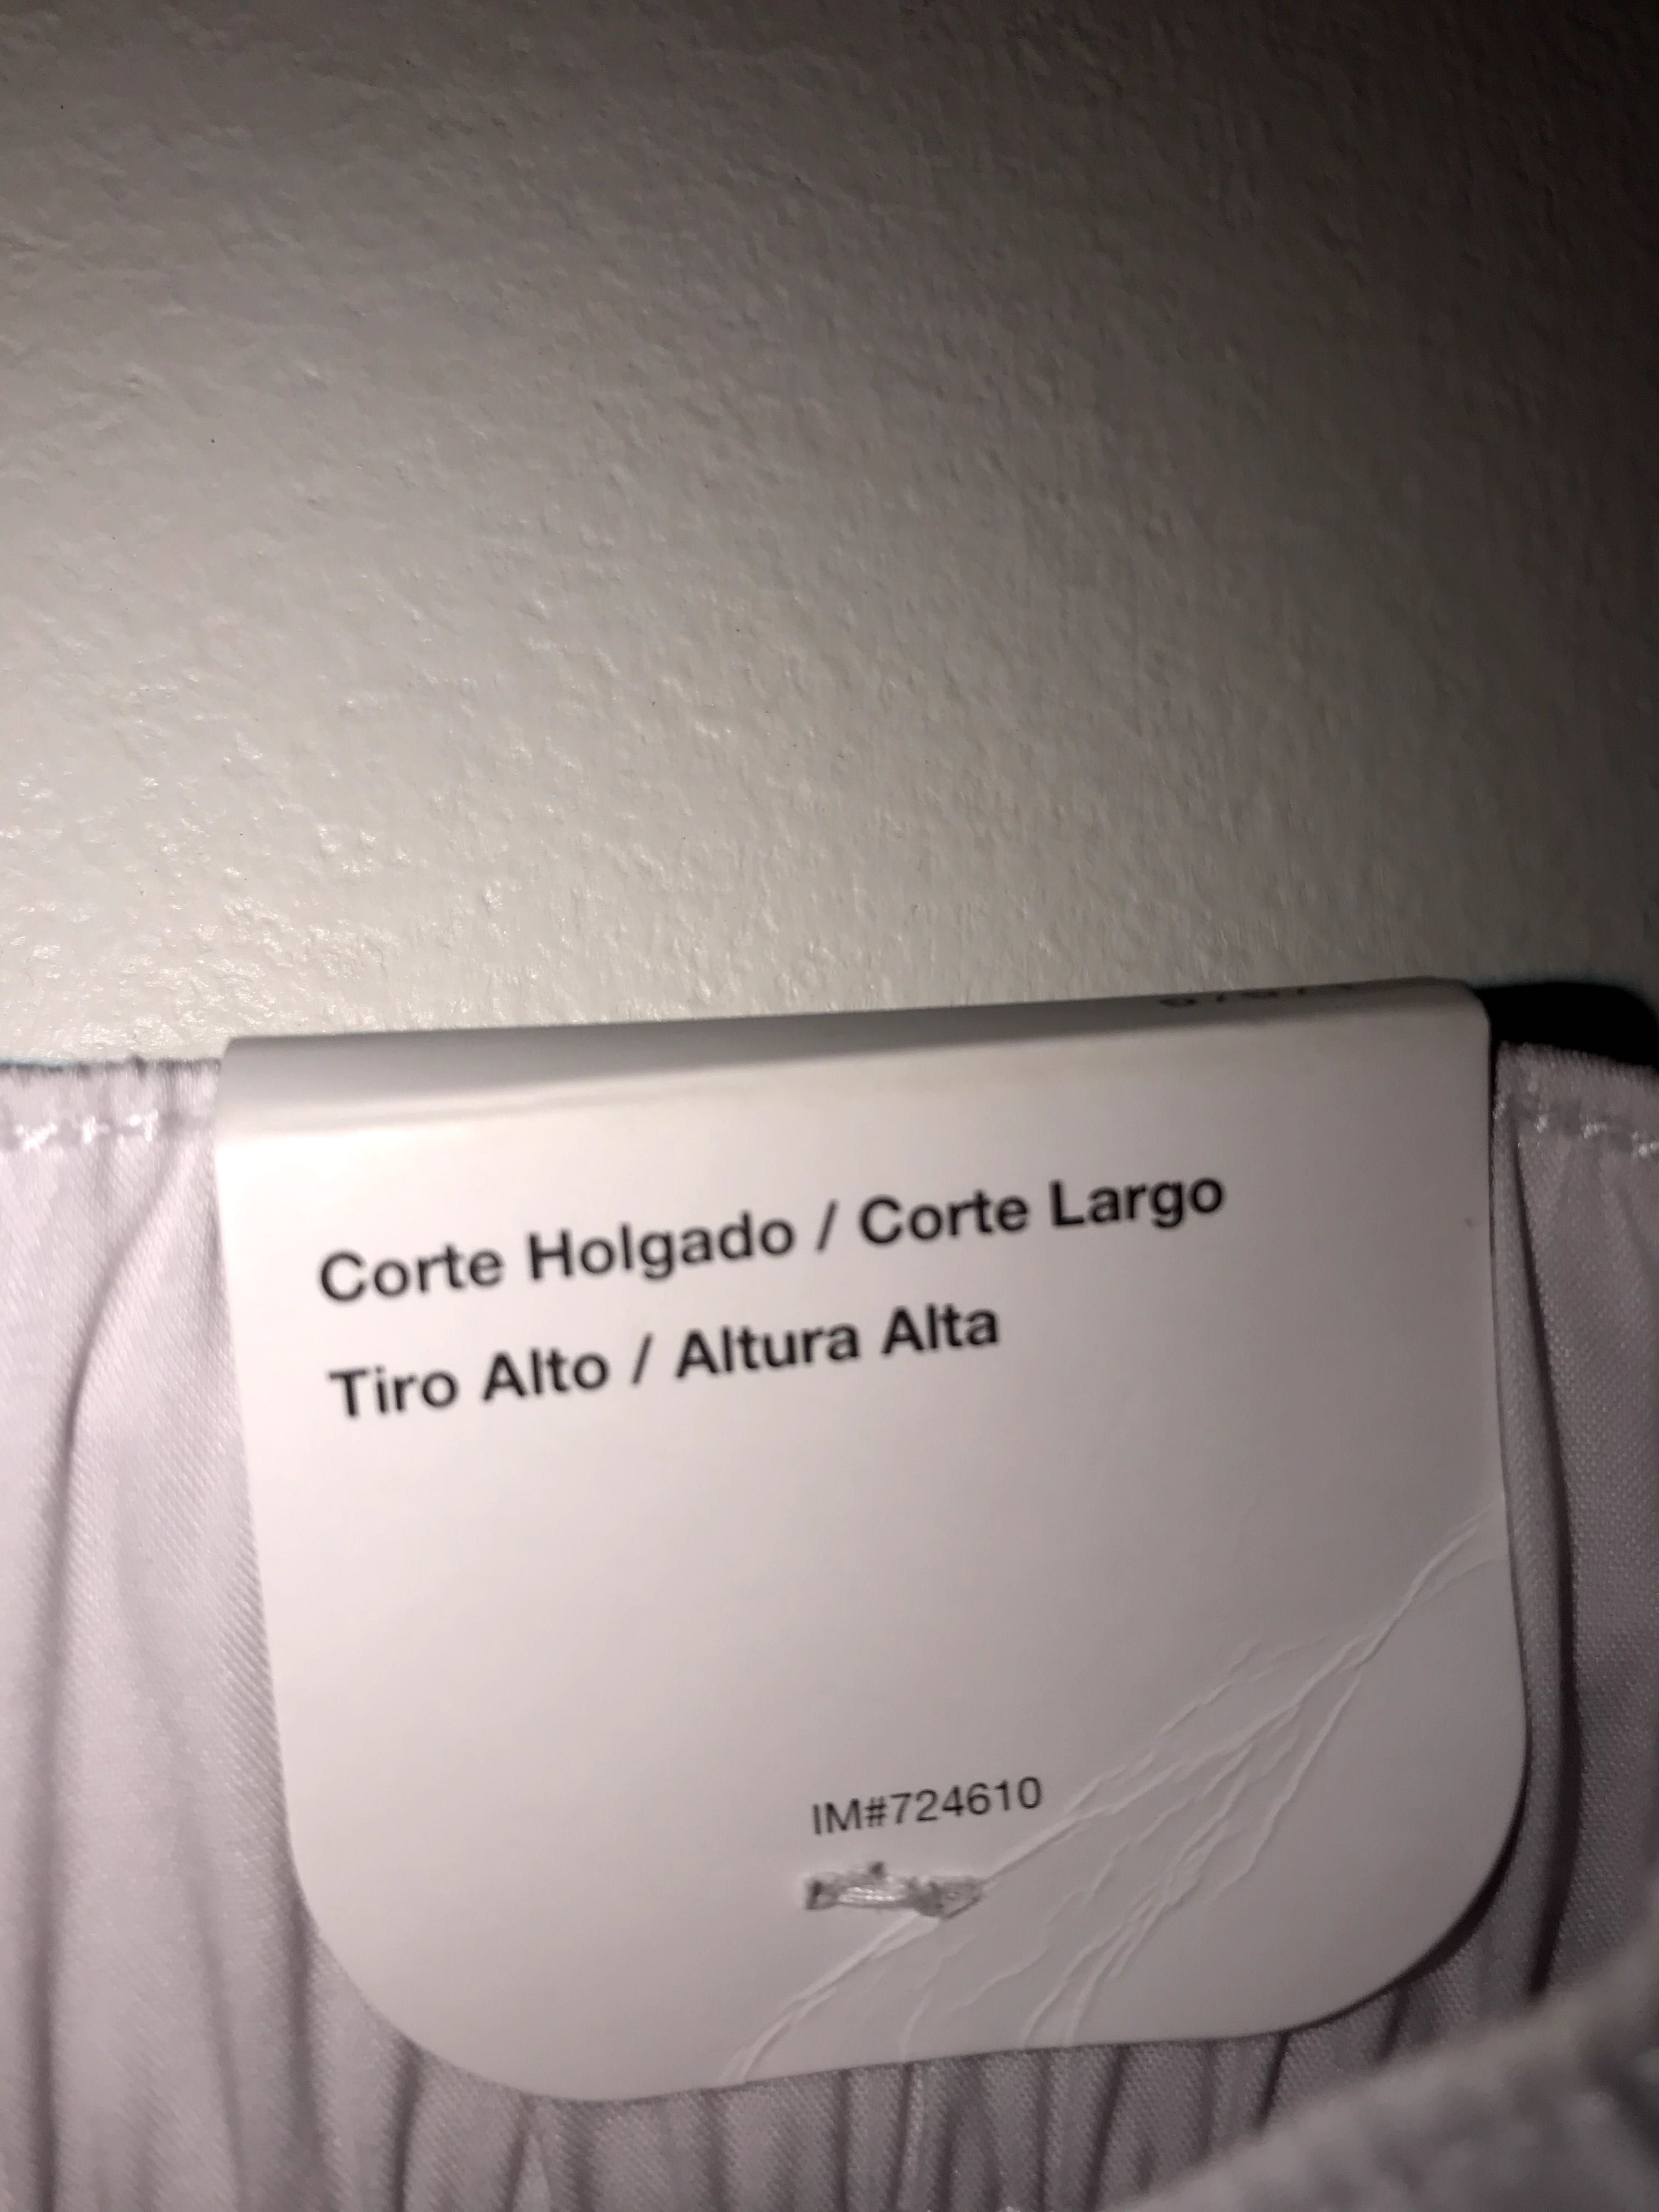 Corte Holgado / Corte Largo
Tiro Alto / Altura Alta
IM#724610